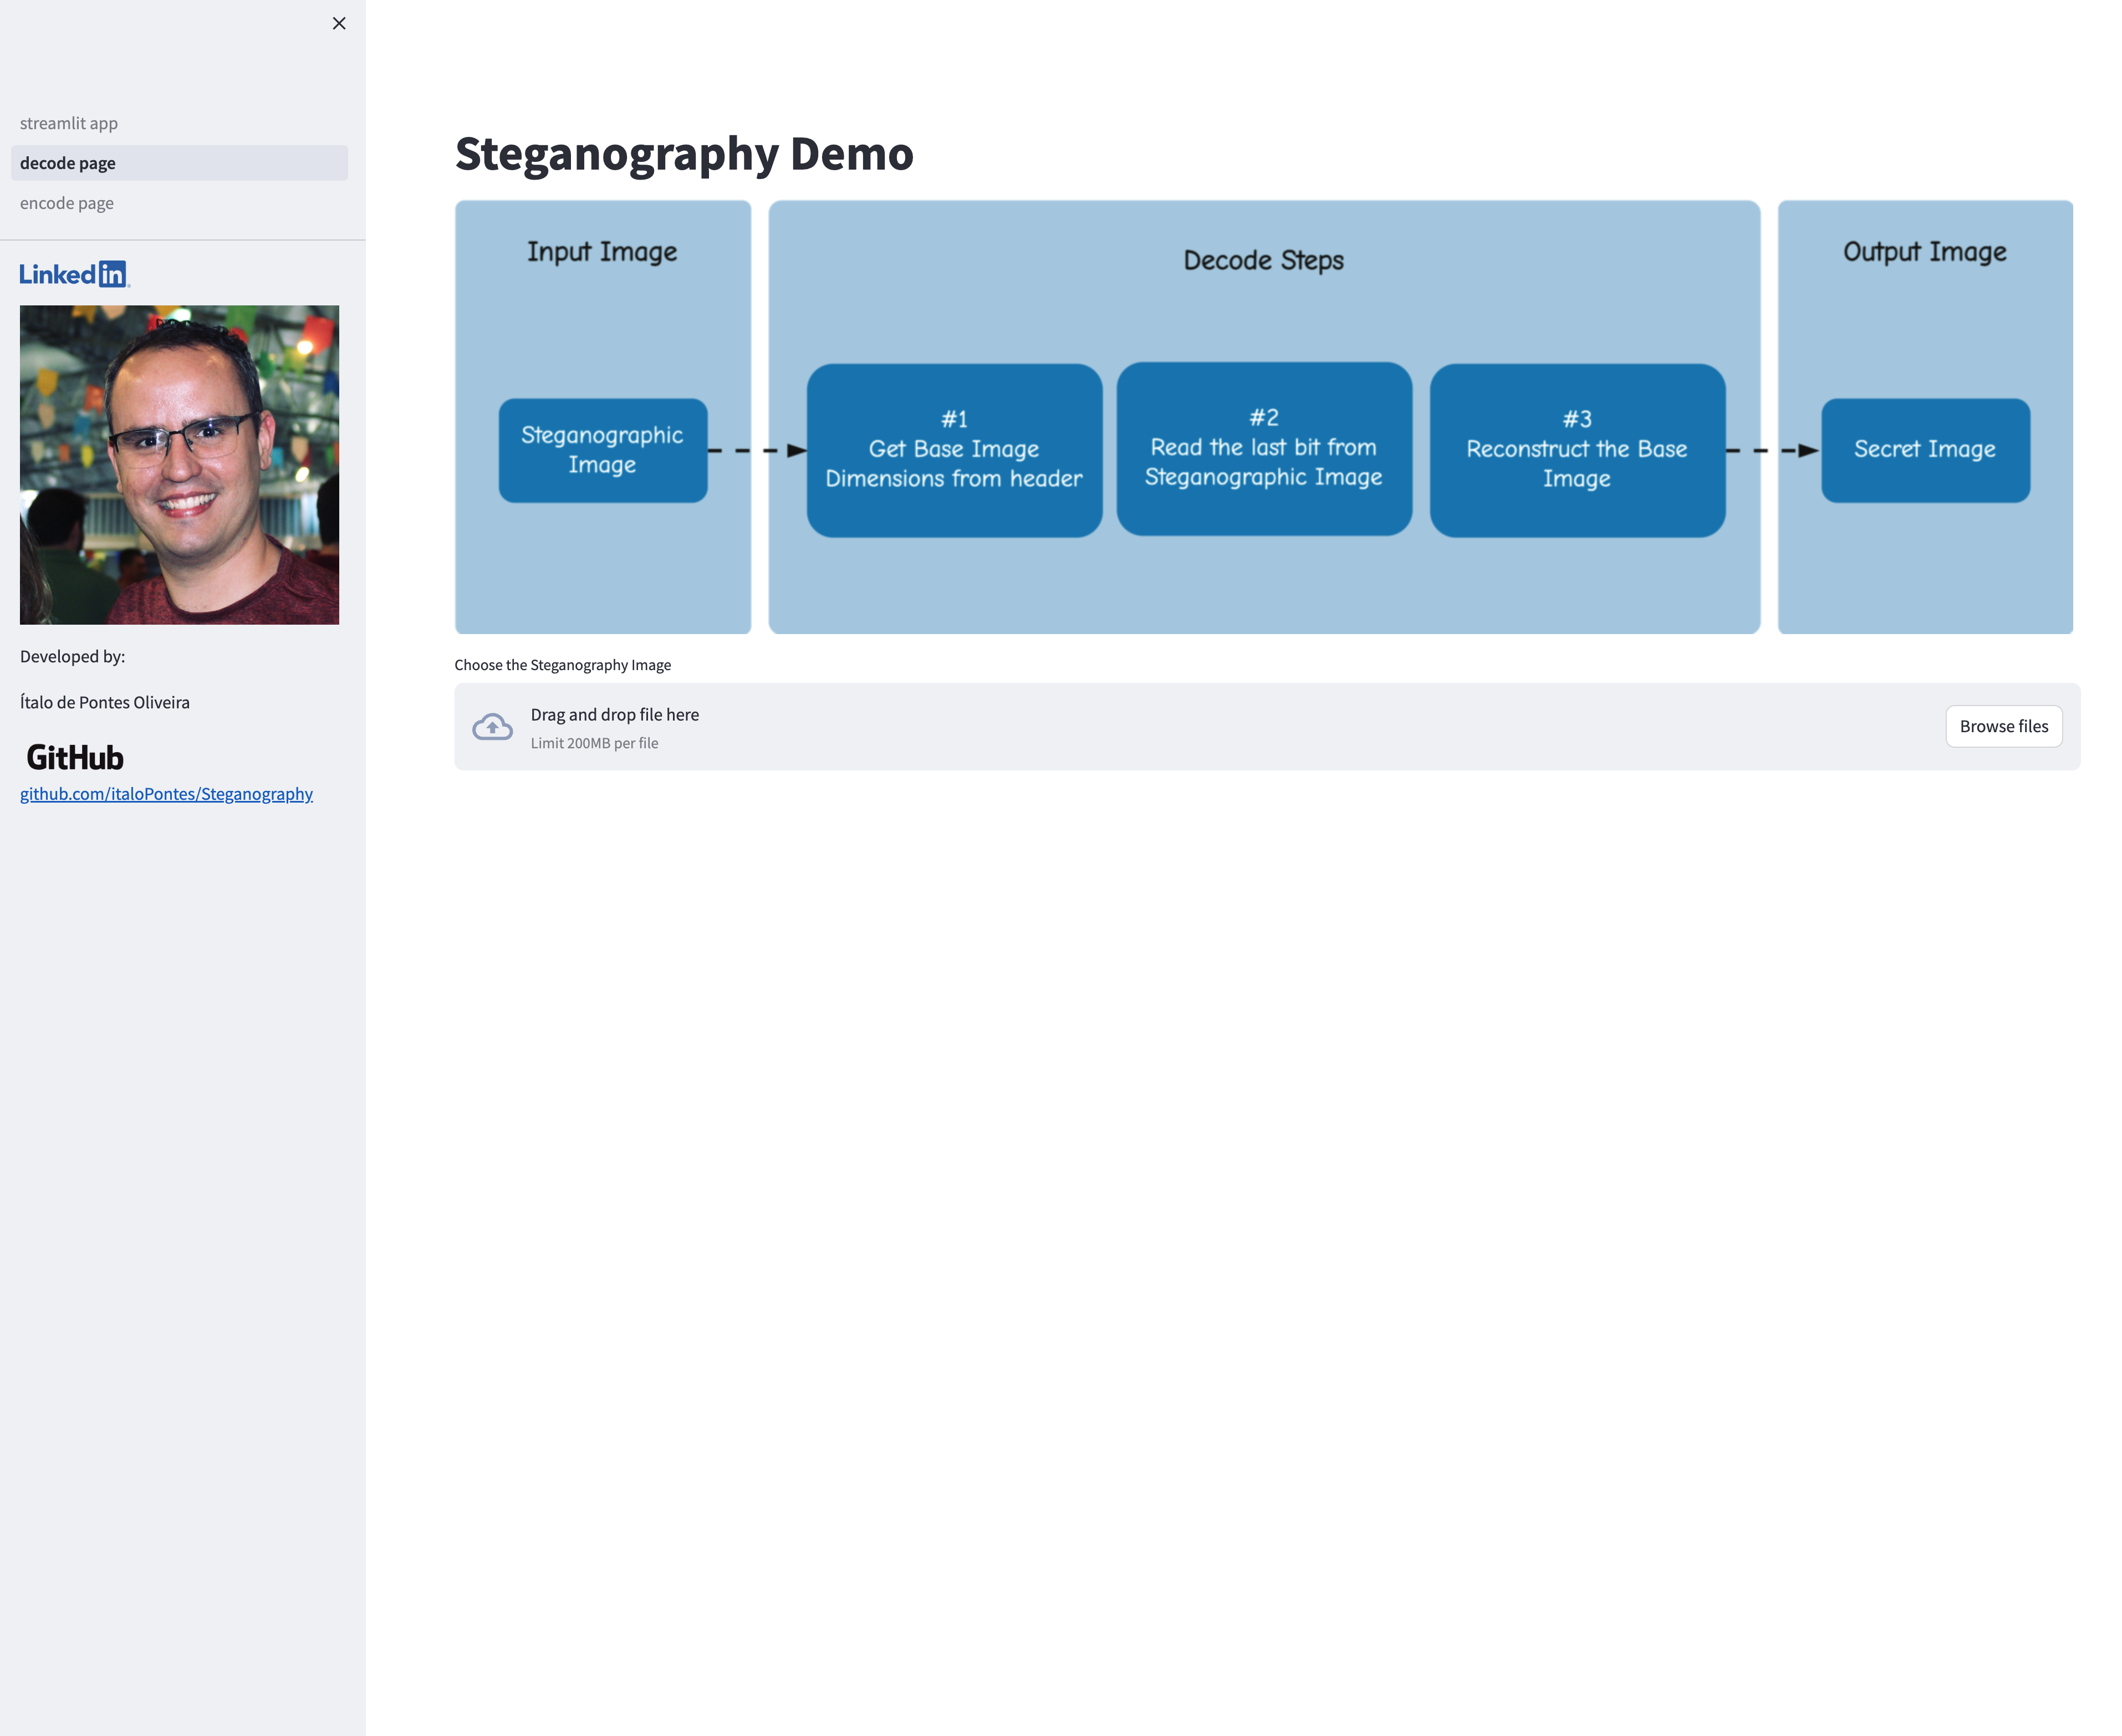 streamlit app
decode page
encode page
Linked in
Developed by:
Ítalo de Pontes Oliveira
GitHub
github.com/italoPontes/Steganography
Steganography Demo
Input Image
Steganographic
Image
Decode Steps
#1
Get Base Image
Dimensions from header
#2
Read the last bit from
Steganographic Image
#3
Reconstruct the Base
Image
Output Image
Secret Image
Choose the Steganography Image
Drag and drop file here
Limit 200MB per file
Browse files